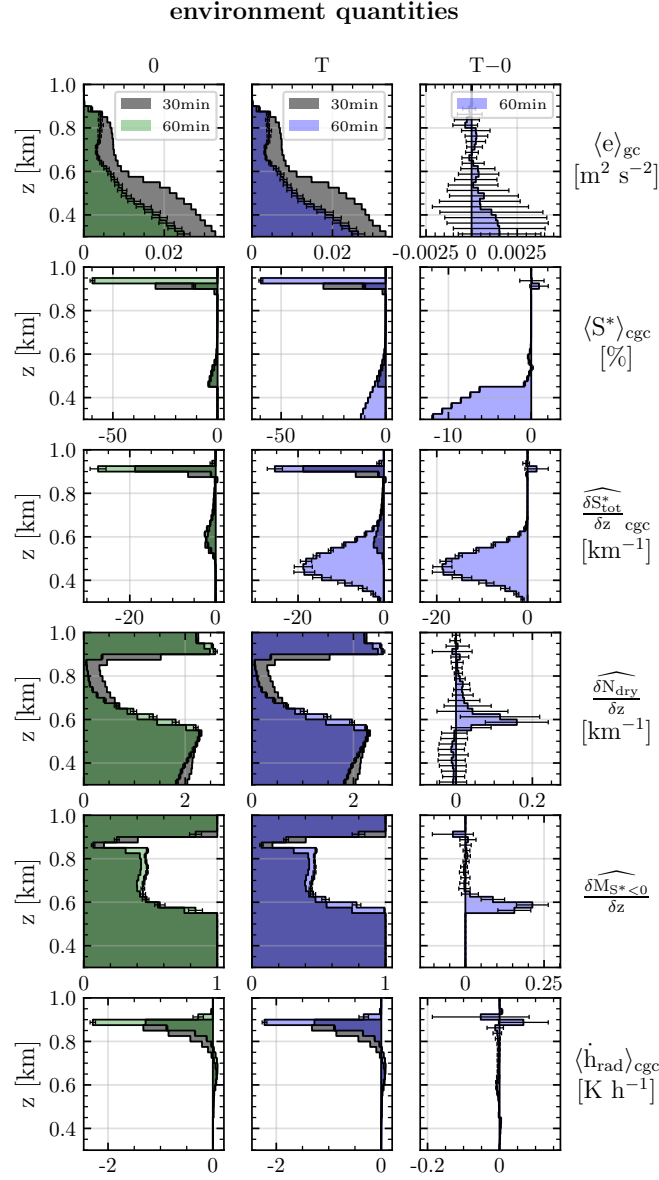 environment quantities
0 T T−0
30min 60min
30min 60min
60min
z [km]
1.0 0.8 0.6 0.4
0 0.02 0 0.02 -0.0025 0 0.0025
⟨e⟩gc
[m² s⁻²]
z [km]
1.0 0.8 0.6 0.4
-50 0 -50 0 -10 0
⟨S*⟩cgc
[%]
z [km]
1.0 0.8 0.6 0.4
-20 0 -20 0 -20 0
δS*tot/δz cgc
[km⁻¹]
z [km]
1.0 0.8 0.6 0.4
0 2 0 2 0 0.2
δNdry/δz
[km⁻¹]
z [km]
1.0 0.8 0.6 0.4
0 1 0 1 0 0.25
δMS*<0/δz
z [km]
1.0 0.8 0.6 0.4
-2 0 -2 0 -0.2 0
⟨ḣrad⟩cgc
[K h⁻¹]